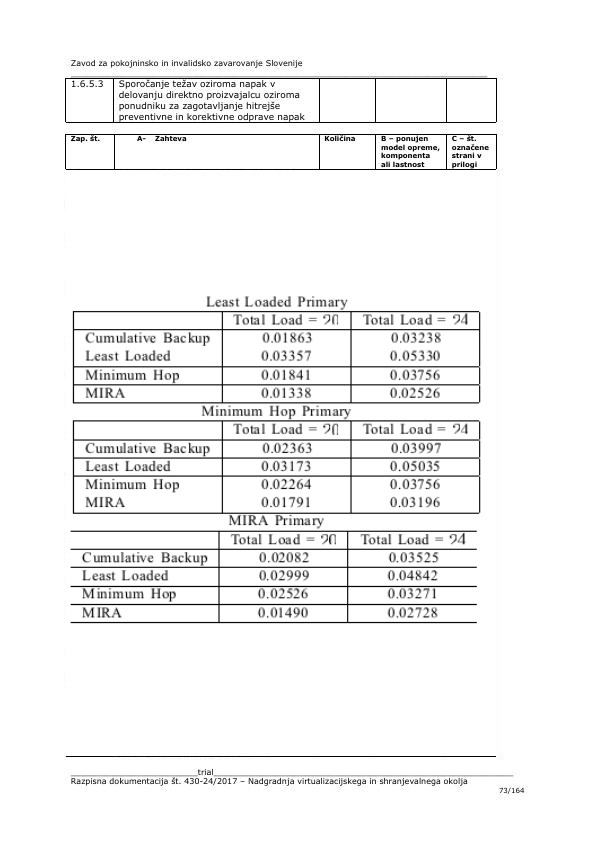 Zavod za pokojninsko in invalidsko zavarovanje Slovenije
1.6.5.3 Sporočanje težav oziroma napak v
delovanju direktno proizvajalcu oziroma
ponudniku za zagotavljanje hitrejše
preventivne in korektivne odprave napak
Zap. št. A- Zahteva Količina B – ponujen C – št.
model opreme, označene
komponenta strani v
ali lastnost prilogi
Least Loaded Primary
Total Load = 20 Total Load = 24
Cumulative Backup 0.01863 0.03238
Least Loaded 0.03357 0.05330
Minimum Hop 0.01841 0.03756
MIRA 0.01338 0.02526
Minimum Hop Primary
Total Load = 20 Total Load = 24
Cumulative Backup 0.02363 0.03997
Least Loaded 0.03173 0.05035
Minimum Hop 0.02264 0.03756
MIRA 0.01791 0.03196
MIRA Primary
Total Load = 20 Total Load = 24
Cumulative Backup 0.02082 0.03525
Least Loaded 0.02999 0.04842
Minimum Hop 0.02526 0.03271
MIRA 0.01490 0.02728
trial
Razpisna dokumentacija št. 430-24/2017 – Nadgradnja virtualizacijskega in shranjevalnega okolja
73/164